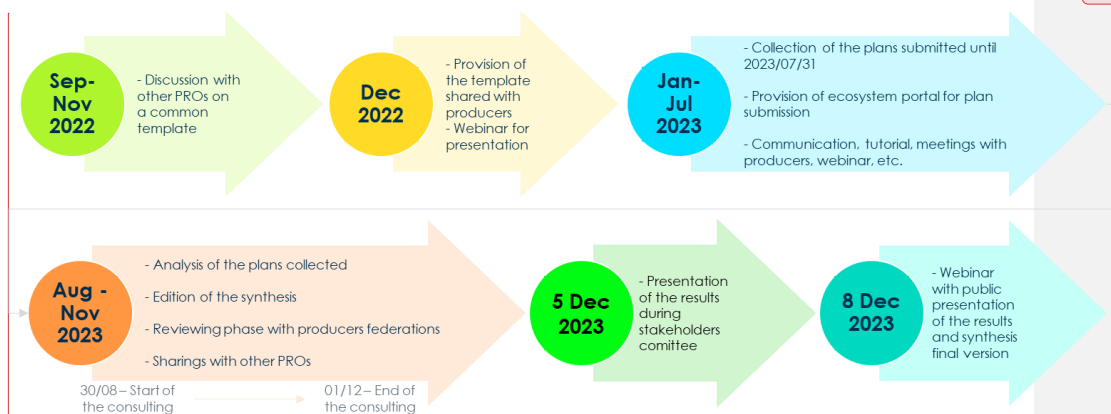 Sep-
Nov
2022
- Discussion with
other PROs on
a common
template
Dec
2022
- Provision of
the template
shared with
producers
- Webinar for
presentation
Jan-
Jul
2023
- Collection of the plans submitted until
2023/07/31
- Provision of ecosystem portal for plan
submission
- Communication, tutorial, meetings with
producers, webinar, etc.
Aug -
Nov
2023
- Analysis of the plans collected
- Edition of the synthesis
- Reviewing phase with producers federations
- Sharings with other PROs
30/08 – Start of
the consulting
01/12 – End of
the consulting
5 Dec
2023
- Presentation
of the results
during
stakeholders
comittee
8 Dec
2023
- Webinar
with public
presentation
of the results
and synthesis
final version